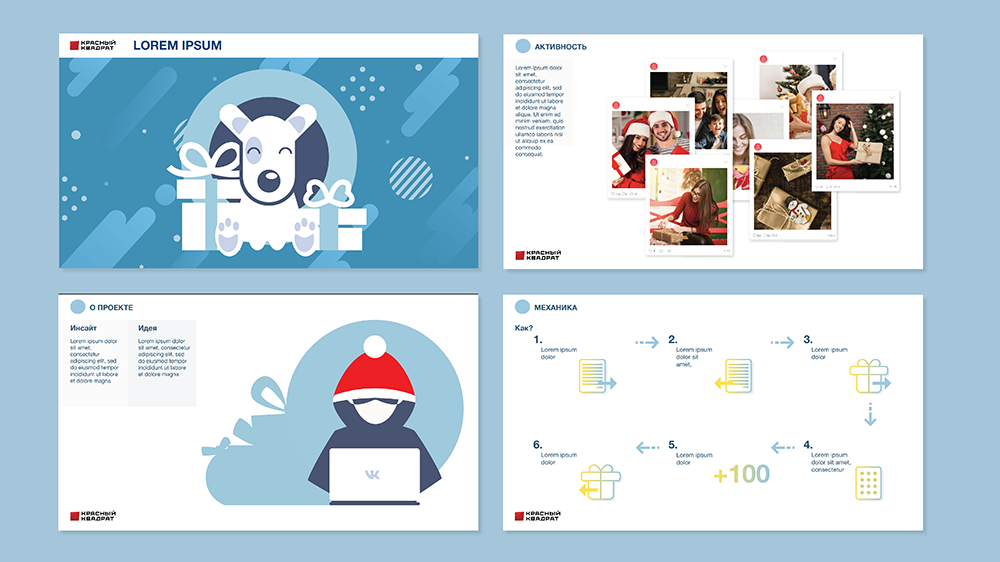 КРАСНЫЙ
КВАДРАТ
LOREM IPSUM
АКТИВНОСТЬ
Lorem ipsum dolor
sit amet,
consectetur
adipiscing elit, sed
do eiusmod tempor
incididunt ut labore
et dolore magna
aliqua. Ut enim ad
minim veniam, quis
nostrud exercitation
ullamco laboris nisi
ut aliquip ex ea
commodo
consequat.
КРАСНЫЙ
КВАДРАТ
О ПРОЕКТЕ
Инсайт
Lorem ipsum dolor
sit amet,
consectetur
adipiscing elit, sed
do eiusmod tempor
incididunt ut labore
et dolore magna
Идея
Lorem ipsum dolor
sit amet, consectetur
adipiscing elit, sed
do eiusmod tempor
incididunt ut labore
et dolore magna
VK
КРАСНЫЙ
КВАДРАТ
МЕХАНИКА
Как?
1.
Lorem ipsum
dolor
2.
Lorem ipsum
dolor sit
amet,
3.
Lorem ipsum
dolor
6.
Lorem ipsum
dolor
5.
Lorem ipsum
dolor
+100
4.
Lorem ipsum
dolor sit amet,
consectetur
КРАСНЫЙ
КВАДРАТ